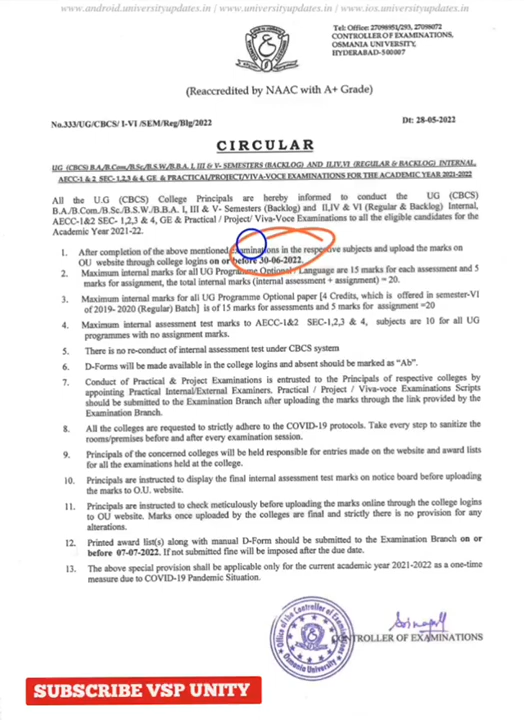 www.android.universityupdates.in / www.universityupdates.in / www.ios.universityupdates.in
Tel: Office: 27098951/293, 27098072
CONTROLLER OF EXAMINATIONS,
OSMANIA UNIVERSITY,
HYDERABAD-500007
(Reaccredited by NAAC with A+ Grade)
No.333/UG/CBCS/ I-VI /SEM/Reg/Blg/2022
Dt: 28-05-2022
CIRCULAR
UG (CBCS) B.A/B.Com/B.Sc/B.S.W/B.B.A. I, III & V- SEMESTERS (BACKLOG) AND II,IV,VI (REGULAR & BACKLOG) INTERNAL,
AECC-1 & 2 SEC- 1,2,3 & 4, GE & PRACTICAL/PROJECT/VIVA-VOCE EXAMINATIONS FOR THE ACADEMIC YEAR 2021-2022
All the U.G (CBCS) College Principals are hereby informed to conduct the UG (CBCS)
B.A/B.Com/B.Sc./B.S.W/B.B.A. I, III & V- Semesters (Backlog) and II,IV & VI (Regular & Backlog) Internal,
AECC-1&2 SEC- 1,2,3 & 4, GE & Practical / Project/ Viva-Voce Examinations to all the eligible candidates for the
Academic Year 2021-22.
1. After completion of the above mentioned examinations in the respective subjects and upload the marks on
OU website through college logins on or before 30-06-2022.
2. Maximum internal marks for all UG Programme Optional / Language are 15 marks for each assessment and 5
marks for assignment, the total internal marks (internal assessment + assignment) = 20.
3. Maximum internal marks for all UG Programme Optional paper [4 Credits, which is offered in semester-VI
of 2019- 2020 (Regular) Batch] is of 15 marks for assessments and 5 marks for assignment =20
4. Maximum internal assessment test marks to AECC-1&2 SEC-1,2,3 & 4, subjects are 10 for all UG
programmes with no assignment marks.
5. There is no re-conduct of internal assessment test under CBCS system
6. D-Forms will be made available in the college logins and absent should be marked as "Ab".
7. Conduct of Practical & Project Examinations is entrusted to the Principals of respective colleges by
appointing Practical Internal/External Examiners. Practical / Project / Viva-voce Examinations Scripts
should be submitted to the Examination Branch after uploading the marks through the link provided by the
Examination Branch.
8. All the colleges are requested to strictly adhere to the COVID-19 protocols. Take every step to sanitize the
rooms/premises before and after every examination session.
9. Principals of the concerned colleges will be held responsible for entries made on the website and award lists
for all the examinations held at the college.
10. Principals are instructed to display the final internal assessment test marks on notice board before uploading
the marks to O.U. website.
11. Principals are instructed to check meticulously before uploading the marks online through the college logins
to OU website. Marks once uploaded by the colleges are final and strictly there is no provision for any
alterations.
12. Printed award list(s) along with manual D-Form should be submitted to the Examination Branch on or
before 07-07-2022. If not submitted fine will be imposed after the due date.
13. The above special provision shall be applicable only for the current academic year 2021-2022 as a one-time
measure due to COVID-19 Pandemic Situation.
Office of the Controller of Examinations
Osmania University
CONTROLLER OF EXAMINATIONS
SUBSCRIBE VSP UNITY